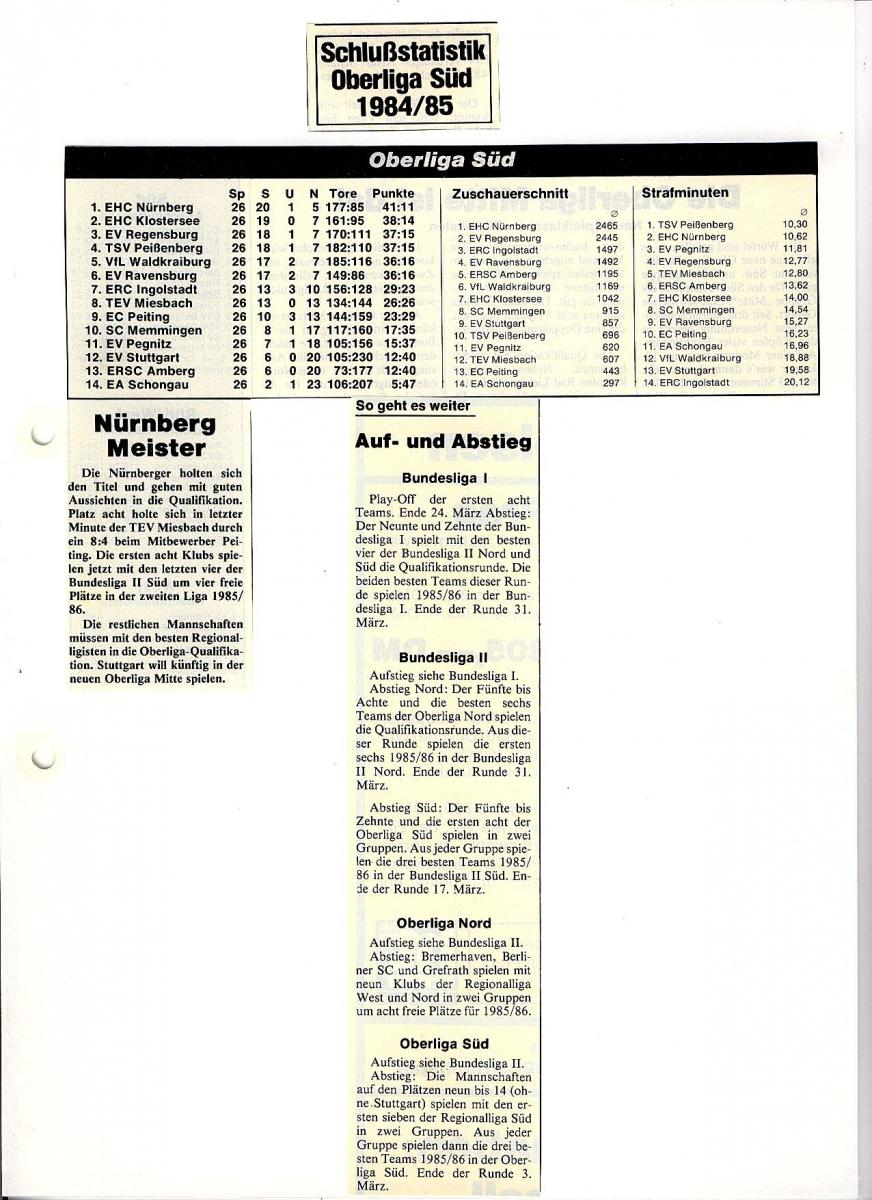 Schlußstatistik
Oberliga Süd
1984/85
Oberliga Süd
Sp S U N Tore Punkte
1. EHC Nürnberg 26 20 1 5 177:85 41:11
2. EHC Klostersee 26 19 0 7 161:95 38:14
3. EV Regensburg 26 18 1 7 170:111 37:15
4. TSV Peißenberg 26 18 1 7 182:110 37:15
5. VfL Waldkraiburg 26 17 2 7 185:116 36:16
6. EV Ravensburg 26 17 2 7 149:86 36:16
7. ERC Ingolstadt 26 13 3 10 156:128 29:23
8. TEV Miesbach 26 13 0 13 134:144 26:26
9. EC Peiting 26 10 3 13 144:159 23:29
10. SC Memmingen 26 8 1 17 117:160 17:35
11. EV Pegnitz 26 7 1 18 105:156 15:37
12. EV Stuttgart 26 6 0 20 105:230 12:40
13. ERSC Amberg 26 6 0 20 73:177 12:40
14. EA Schongau 26 2 1 23 106:207 5:47
Zuschauerschnitt
Ø
1. EHC Nürnberg 2465
2. EV Regensburg 2445
3. ERC Ingolstadt 1497
4. EV Ravensburg 1492
5. ERSC Amberg 1195
6. VfL Waldkraiburg 1169
7. EHC Klostersee 1042
8. SC Memmingen 915
9. EV Stuttgart 857
10. TSV Peißenberg 696
11. EV Pegnitz 620
12. TEV Miesbach 607
13. EC Peiting 443
14. EA Schongau 297
Strafminuten
Ø
1. TSV Peißenberg 10,30
2. EHC Nürnberg 10,62
3. EV Pegnitz 11,81
4. EV Regensburg 12,77
5. TEV Miesbach 12,80
6. ERSC Amberg 13,62
7. EHC Klostersee 14,00
8. SC Memmingen 14,54
9. EV Ravensburg 15,27
10. EC Peiting 16,23
11. EA Schongau 16,96
12. VfL Waldkraiburg 18,88
13. EV Stuttgart 19,58
14. ERC Ingolstadt 20,12
Nürnberg
Meister
Die Nürnberger holten sich
den Titel und gehen mit guten
Aussichten in die Qualifikation.
Platz acht holte sich in letzter
Minute der TEV Miesbach durch
ein 8:4 beim Mitbewerber Pei-
ting. Die ersten acht Klubs spie-
len jetzt mit den letzten vier der
Bundesliga II Süd um vier freie
Plätze in der zweiten Liga 1985/
86.
Die restlichen Mannschaften
müssen mit den besten Regional-
ligisten in die Oberliga-Qualifika-
tion. Stuttgart will künftig in der
neuen Oberliga Mitte spielen.
So geht es weiter
Auf- und Abstieg
Bundesliga I
Play-Off der ersten acht
Teams. Ende 24. März Abstieg:
Der Neunte und Zehnte der Bun-
desliga I spielt mit den besten
vier der Bundesliga II Nord und
Süd die Qualifikationsrunde. Die
beiden besten Teams dieser Run-
de spielen 1985/86 in der Bun-
desliga I. Ende der Runde 31.
März.
Bundesliga II
Aufstieg siehe Bundesliga I.
Abstieg Nord: Der Fünfte bis
Achte und die besten sechs
Teams der Oberliga Nord spielen
die Qualifikationsrunde. Aus die-
ser Runde spielen die ersten
sechs 1985/86 in der Bundesliga
II Nord. Ende der Runde 31.
März.
Abstieg Süd: Der Fünfte bis
Zehnte und die ersten acht der
Oberliga Süd spielen in zwei
Gruppen. Aus jeder Gruppe spie-
len die drei besten Teams 1985/
86 in der Bundesliga II Süd. En-
de der Runde 17. März.
Oberliga Nord
Aufstieg siehe Bundesliga II.
Abstieg: Bremerhaven, Berli-
ner SC und Grefrath spielen mit
neun Klubs der Regionalliga
West und Nord in zwei Gruppen
um acht freie Plätze für 1985/86.
Oberliga Süd
Aufstieg siehe Bundesliga II.
Abstieg: Die Mannschaften
auf den Plätzen neun bis 14 (oh-
ne Stuttgart) spielen mit den er-
sten sieben der Regionalliga Süd
in zwei Gruppen. Aus jeder
Gruppe spielen dann die drei be-
sten Teams 1985/86 in der Ober-
liga Süd. Ende der Runde 3.
März.